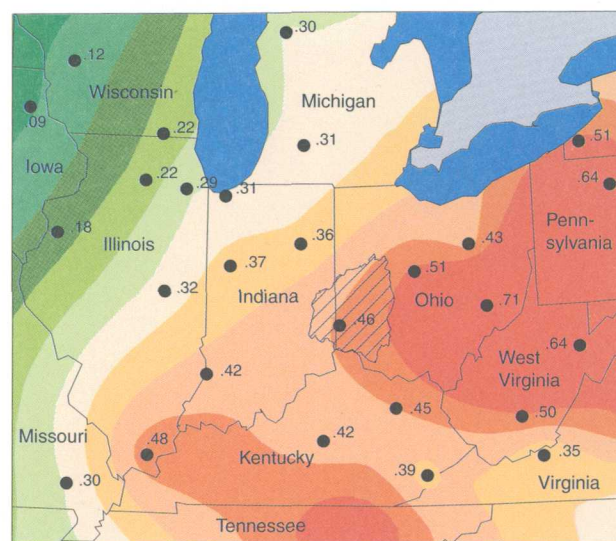 .30
.12
Wisconsin
Michigan
.09
.22
.31
.51
Iowa
.22
.29
.31
.64
.18
Illinois
.36
.43
Penn-
sylvania
.37
.51
.32
Indiana
Ohio
.71
.46
.64
West
Virginia
.42
.45
.50
Missouri
.48
.42
Kentucky
.35
.39
.30
Virginia
Tennessee